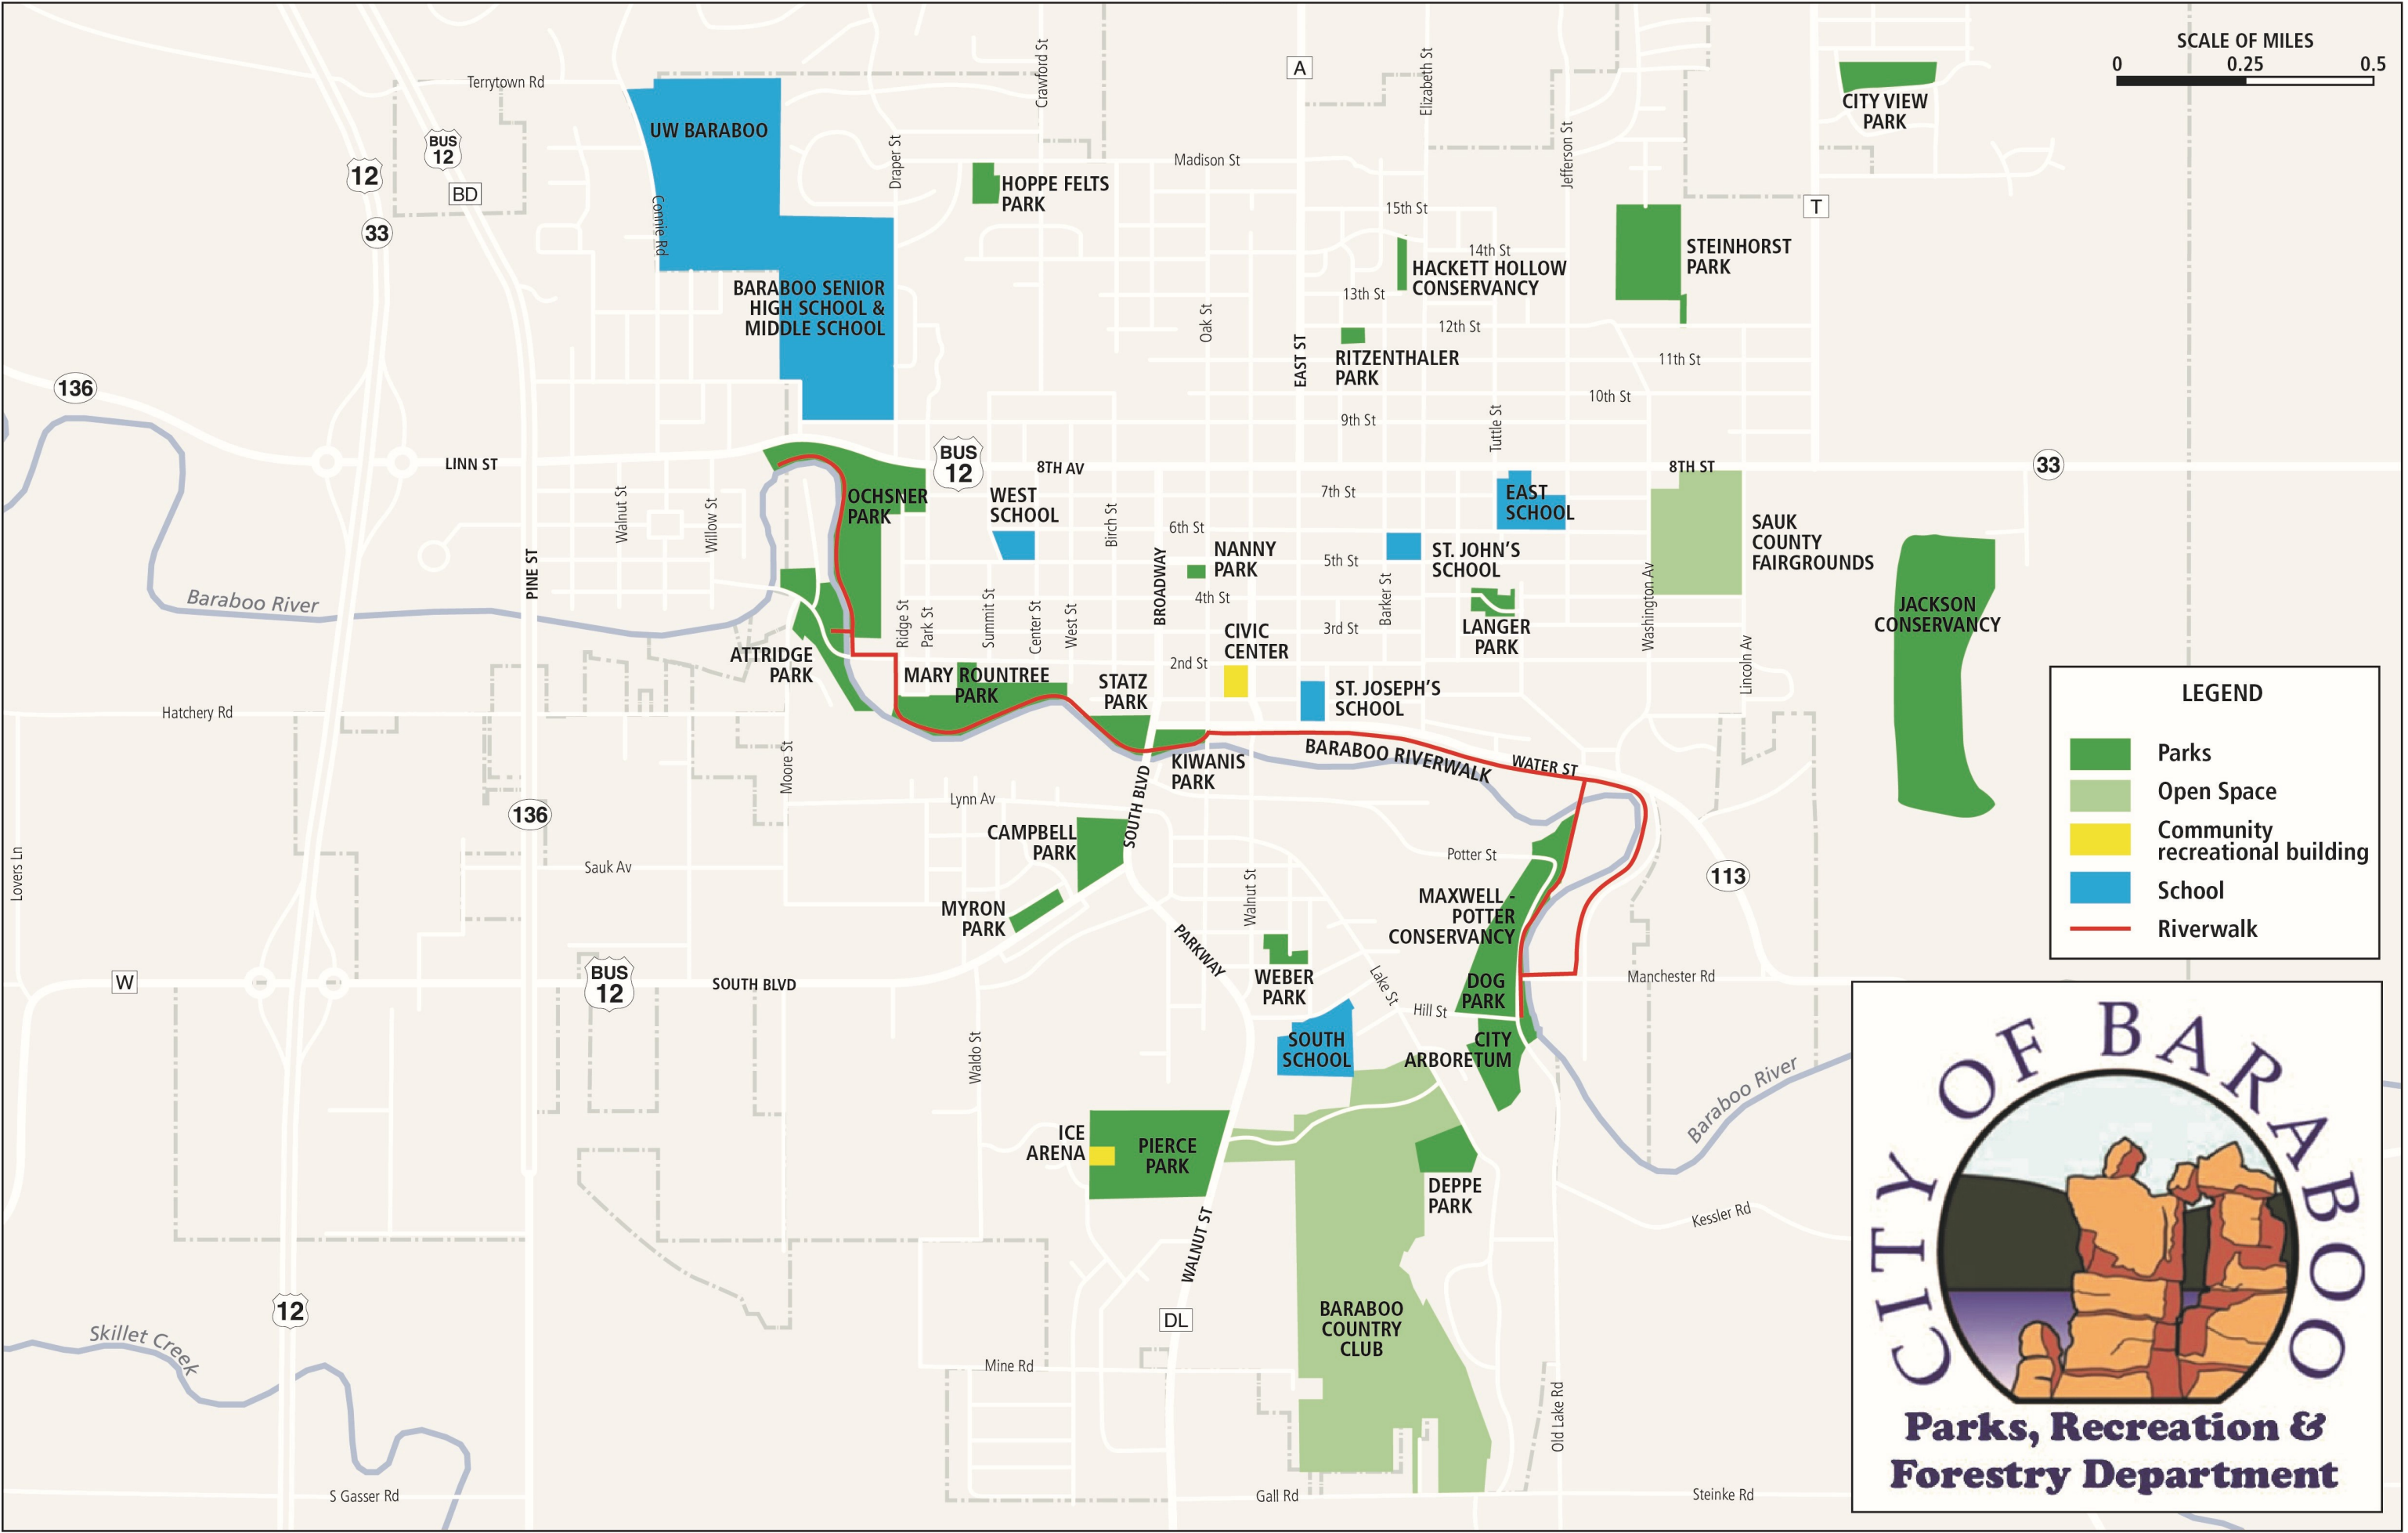 SCALE OF MILES
0 0.25 0.5
CITY VIEW
PARK
A
Crawford St
Elizabeth St
Terrytown Rd
UW BARABOO
BUS
12
12
BD
33
Connie Rd
Draper St
Madison St
Jefferson St
HOPPE FELTS
PARK
15th St
T
14th St
STEINHORST
PARK
HACKETT HOLLOW
CONSERVANCY
13th St
BARABOO SENIOR
HIGH SCHOOL &
MIDDLE SCHOOL
Oak St
12th St
EAST ST
RITZENTHALER
PARK
11th St
136
10th St
9th St
Tuttle St
LINN ST
BUS
12
8TH AV
8TH ST
33
OCHSNER
PARK
WEST
SCHOOL
7th St
EAST
SCHOOL
Walnut St
Willow St
Birch St
6th St
SAUK
COUNTY
FAIRGROUNDS
PINE ST
BROADWAY
NANNY
PARK
5th St
ST. JOHN'S
SCHOOL
Baraboo River
4th St
Barker St
Washington Av
JACKSON
CONSERVANCY
Ridge St
Park St
Summit St
Center St
West St
CIVIC
CENTER
3rd St
LANGER
PARK
Lincoln Av
ATTRIDGE
PARK
MARY ROUNTREE
PARK
2nd St
STATZ
PARK
ST. JOSEPH'S
SCHOOL
Hatchery Rd
Moore St
KIWANIS
PARK
BARABOO RIVERWALK
WATER ST
LEGEND
Parks
Open Space
Community
recreational building
School
Riverwalk
136
Lynn Av
SOUTH BLVD
CAMPBELL
PARK
Potter St
Lovers Ln
Sauk Av
113
MYRON
PARK
Walnut St
MAXWELL -
POTTER
CONSERVANCY
PARKWAY
W
BUS
12
SOUTH BLVD
WEBER
PARK
Lake St
DOG
PARK
Manchester Rd
Hill St
Waldo St
SOUTH
SCHOOL
CITY
ARBORETUM
Baraboo River
ICE
ARENA
PIERCE
PARK
DEPPE
PARK
Kessler Rd
WALNUT ST
12
DL
BARABOO
COUNTRY
CLUB
Skillet Creek
Mine Rd
Old Lake Rd
S Gasser Rd
Gall Rd
Steinke Rd
CITY OF BARABOO
Parks, Recreation &
Forestry Department